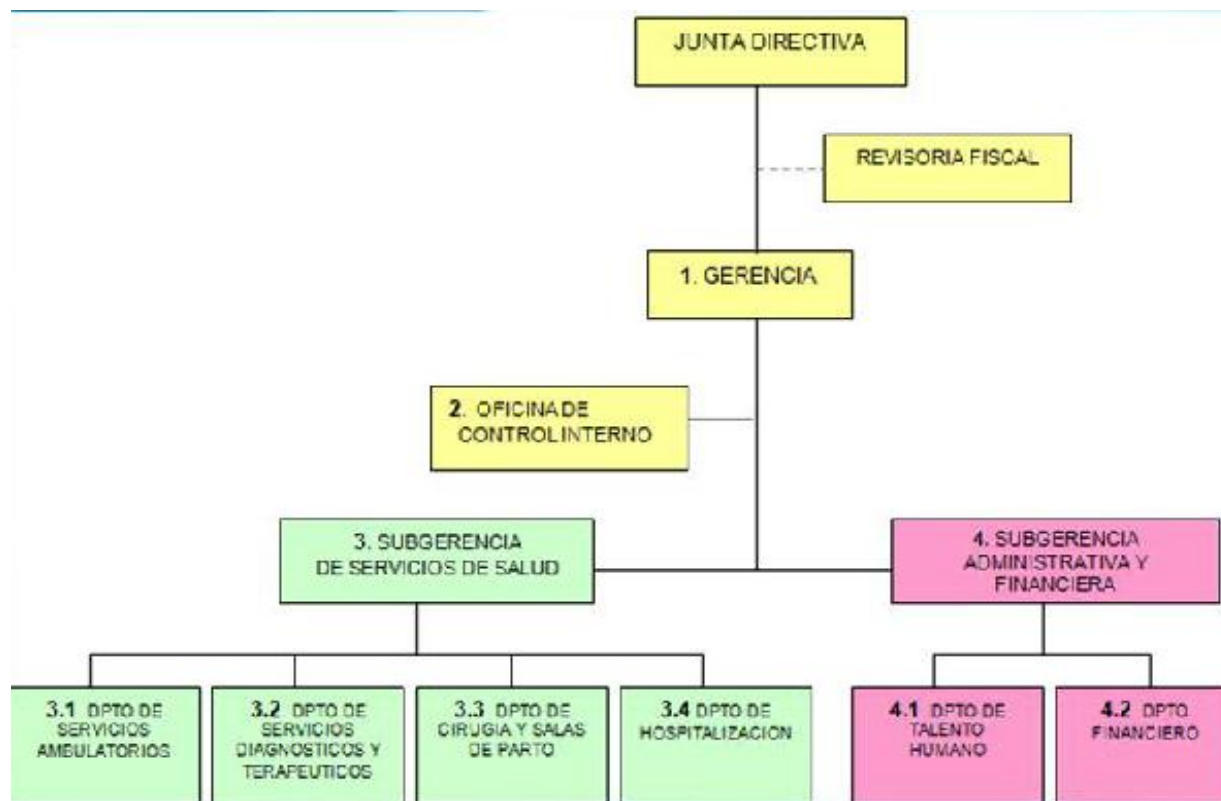 JUNTA DIRECTIVA
REVISORIA FISCAL
1. GERENCIA
2. OFICINA DE
CONTROL INTERNO
3. SUBGERENCIA
DE SERVICIOS DE SALUD
4. SUBGERENCIA
ADMINISTRATIVA Y
FINANCIERA
3.1 DPTO DE
SERVICIOS
AMBULATORIOS
3.2 DPTO DE
SERVICIOS
DIAGNOSTICOS Y
TERAPEUTICOS
3.3 DPTO DE
CIRUGIA Y SALAS
DE PARTO
3.4 DPTO DE
HOSPITALIZACION
4.1 DPTO DE
TALENTO
HUMANO
4.2 DPTO
FINANCIERO